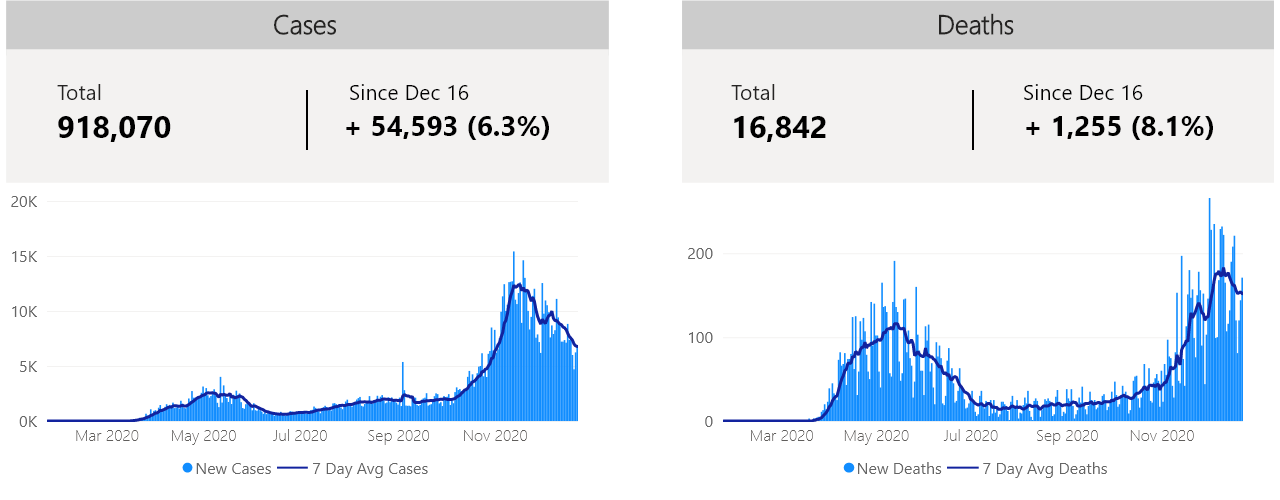 Cases
Total
918,070
Since Dec 16
+ 54,593 (6.3%)
20K
15K
10K
5K
0K
Mar 2020 May 2020 Jul 2020 Sep 2020 Nov 2020
New Cases 7 Day Avg Cases
Deaths
Total
16,842
Since Dec 16
+ 1,255 (8.1%)
200
100
0
Mar 2020 May 2020 Jul 2020 Sep 2020 Nov 2020
New Deaths 7 Day Avg Deaths